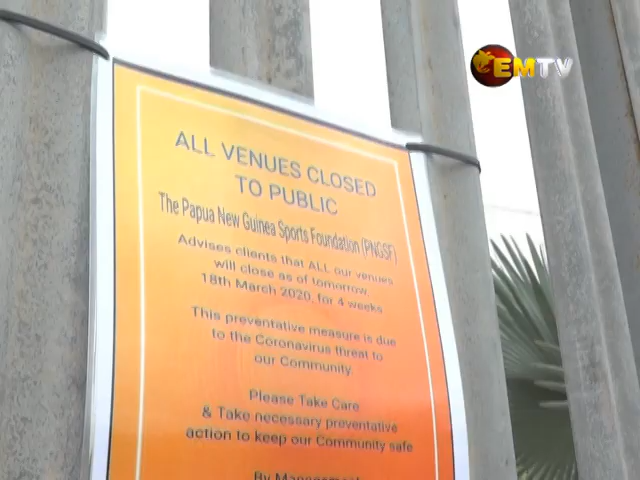 EMTV
ALL VENUES CLOSED
TO PUBLIC
The Papua New Guinea Sports Foundation (PNGSF)
Advises clients that ALL our venues
will close as of tomorrow,
18th March 2020, for 4 weeks
This preventative measure is due
to the Coronavirus threat to
our Community
Please Take Care
& Take necessary preventative
action to keep our Community safe
By Management